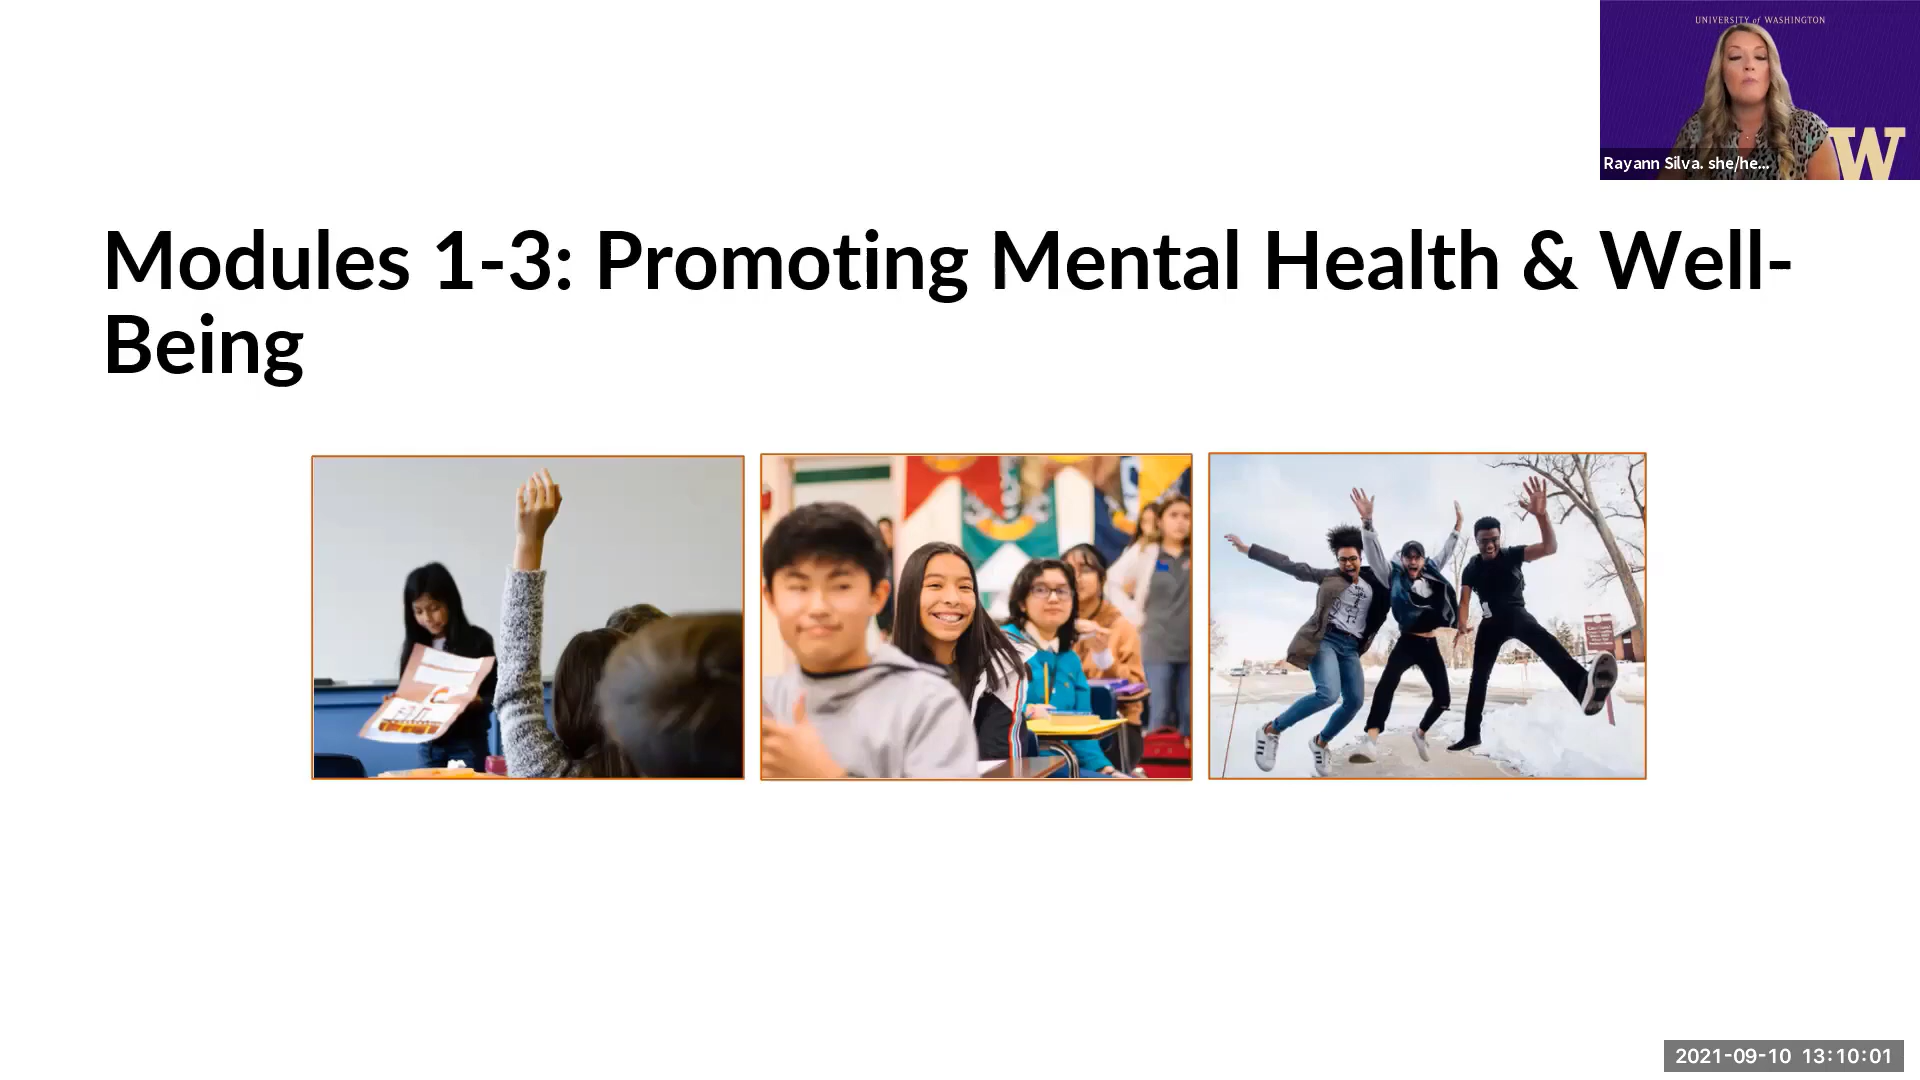 UNIVERSITY of WASHINGTON
W
Rayann Silva. she/he...
Modules 1-3: Promoting Mental Health & Well-
Being
2021-09-10 13:10:01